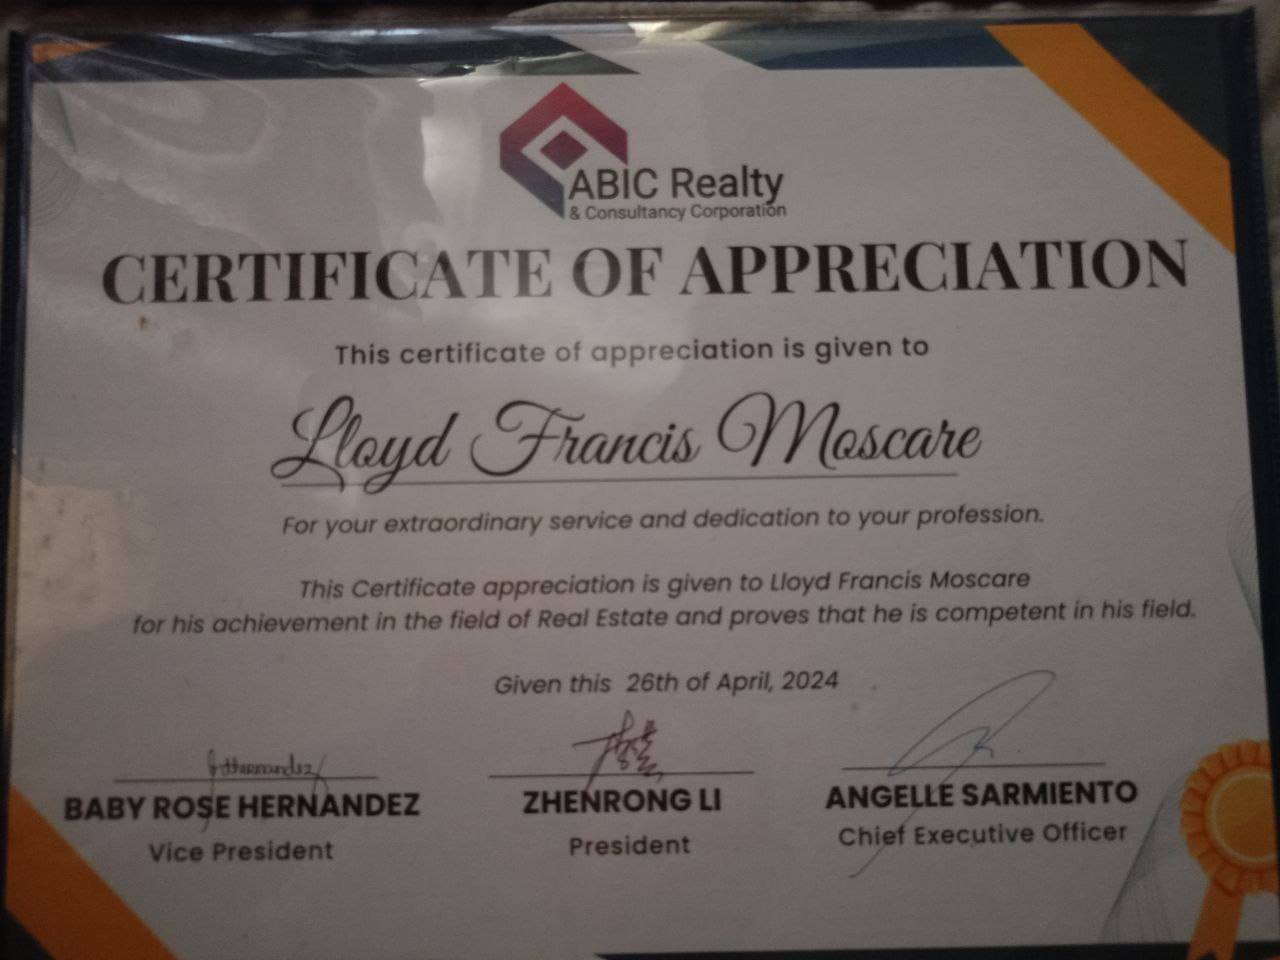 ABIC Realty
& Consultancy Corporation
CERTIFICATE OF APPRECIATION
This certificate of appreciation is given to
Lloyd Francis Moscare
For your extraordinary service and dedication to your profession.
This Certificate appreciation is given to Lloyd Francis Moscare
for his achievement in the field of Real Estate and proves that he is competent in his field.
Given this 26th of April, 2024
BABY ROSE HERNANDEZ
Vice President
ZHENRONG LI
President
ANGELLE SARMIENTO
Chief Executive Officer